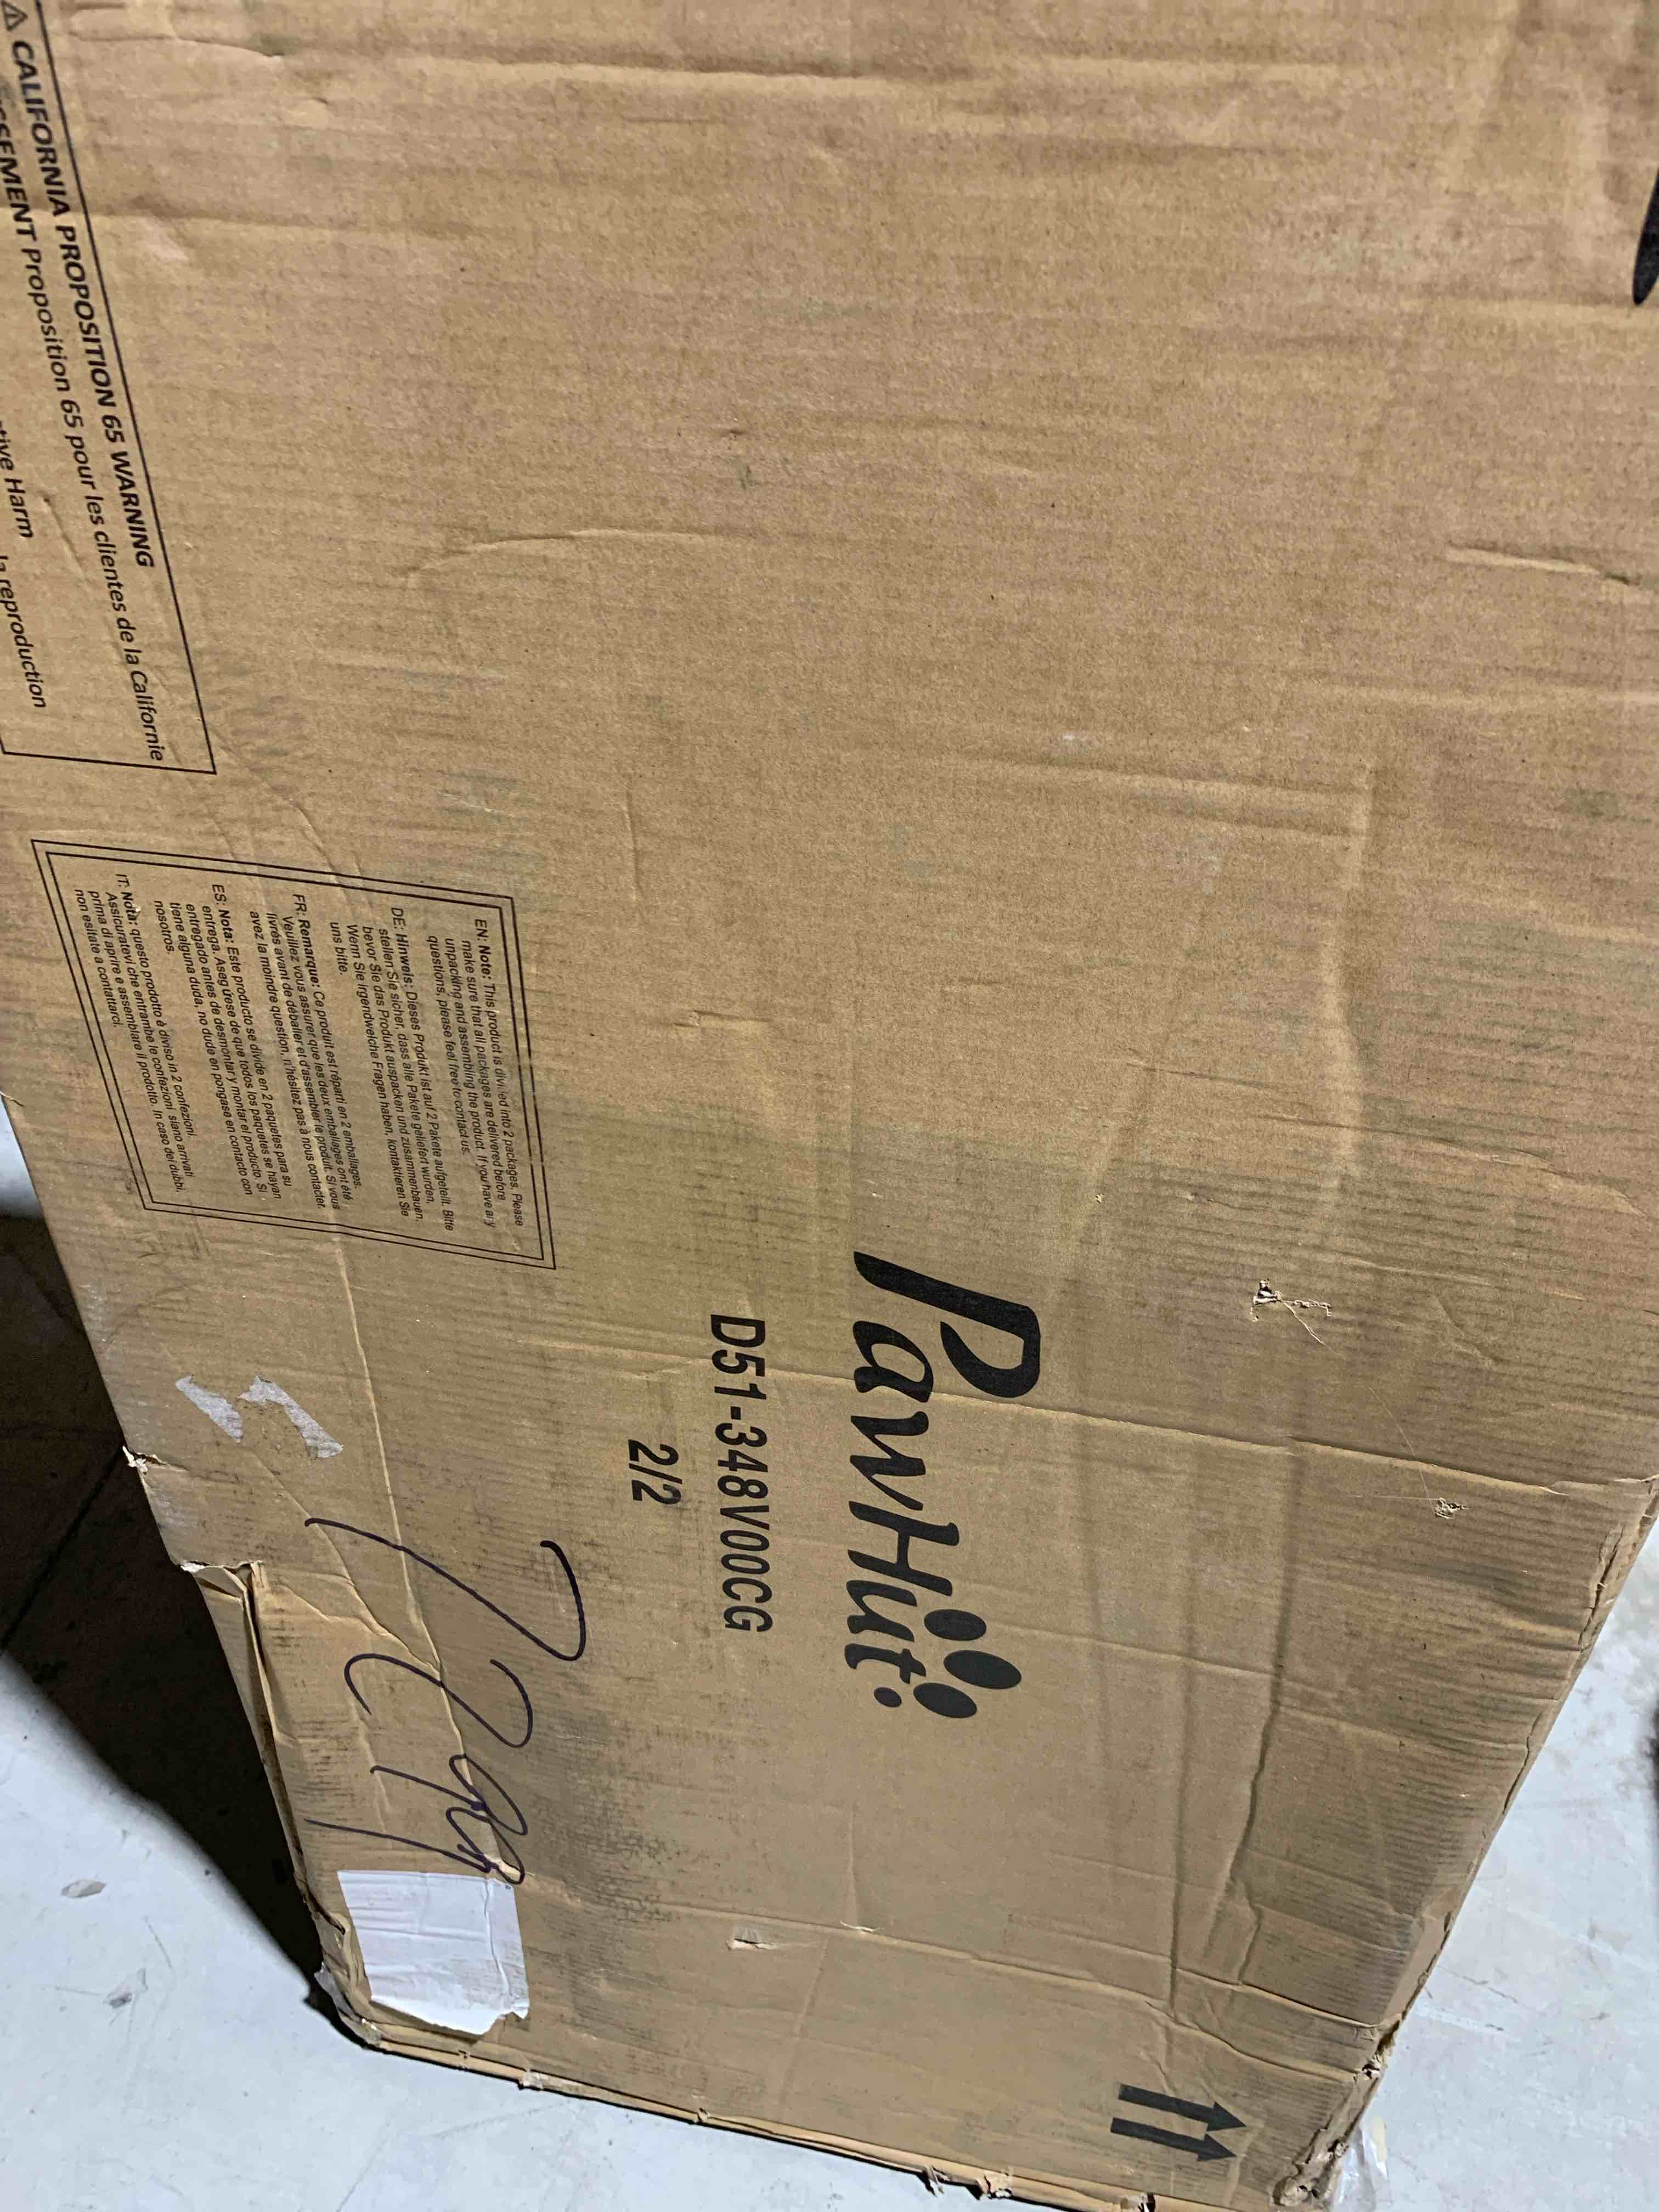 PawHut
D51-348V00CG
2/2
⚠ CALIFORNIA PROPOSITION 65 WARNING
Proposition 65 pour les clientes de la Californie
Harm
reproduction
EN: Note: This product is divided into 2 packages. Please
make sure that all packages are delivered before
unpacking and assembling the product. If you have any
questions, please feel free to contact us.
DE: Hinweis: Dieses Produkt ist auf 2 Pakete aufgeteilt. Bitte
stellen Sie sicher, dass alle Pakete geliefert wurden,
bevor Sie das Produkt auspacken und zusammenbauen.
Wenn Sie irgendwelche Fragen haben, kontaktieren Sie
uns bitte.
FR: Remarque: Ce produit est réparti en 2 emballages.
Veuillez vous assurer que les deux emballages ont été
livrés avant de déballer et d'assembler le produit. Si vous
avez la moindre question, n'hésitez pas à nous contacter.
ES: Nota: Este producto se divide en 2 paquetes para su
entrega. Asegúrese de que todos los paquetes se hayan
entregado antes de desmontar y montar el producto. Si
tiene alguna duda, no dude en pongase en contacto con
nosotros.
IT: Nota: questo prodotto è diviso in 2 confezioni.
Assicuratevi che entrambe le confezioni siano arrivati
prima di aprire e assemblare il prodotto. In caso dei dubbi,
non esitate a contattarci.